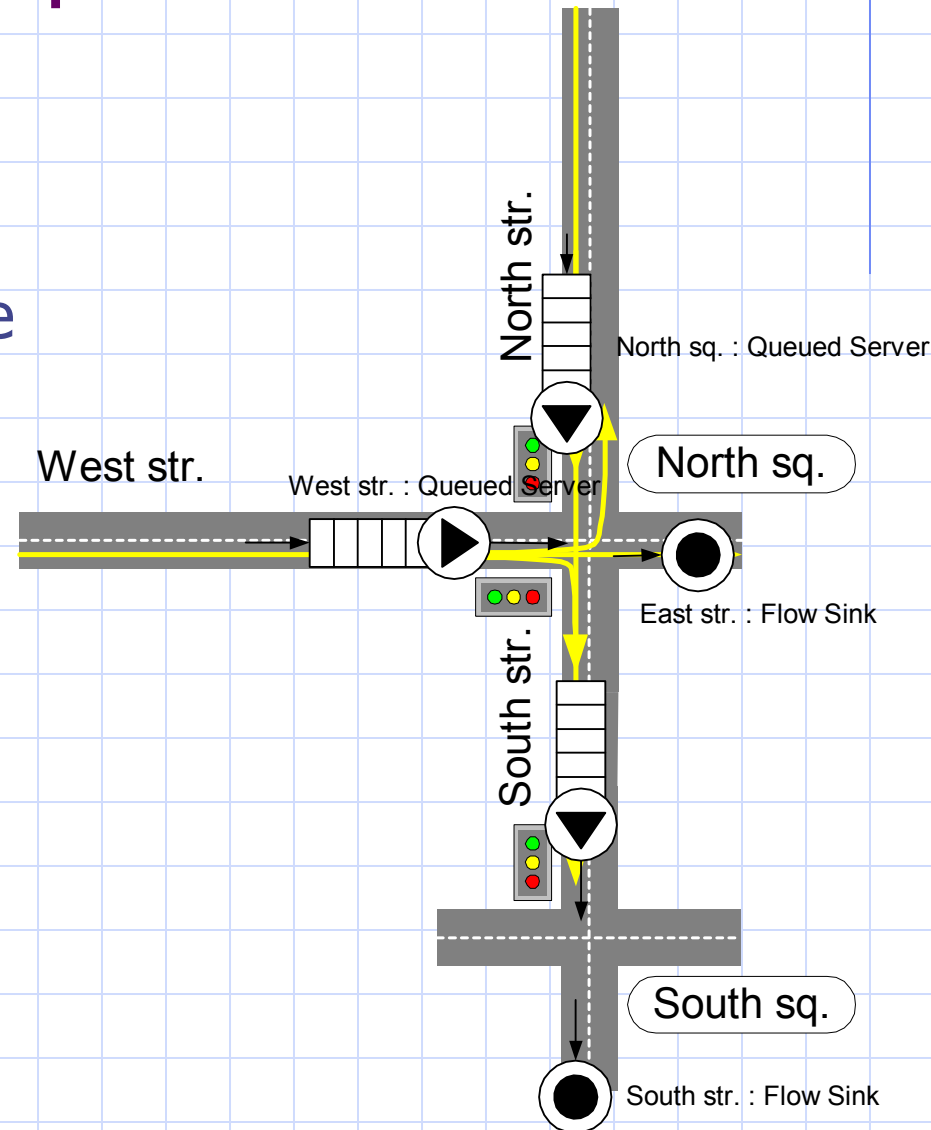 e
North str.
North sq. : Queued Server
West str.
North sq.
West str. : Queued Server
East str. : Flow Sink
South str.
South sq.
South str. : Flow Sink